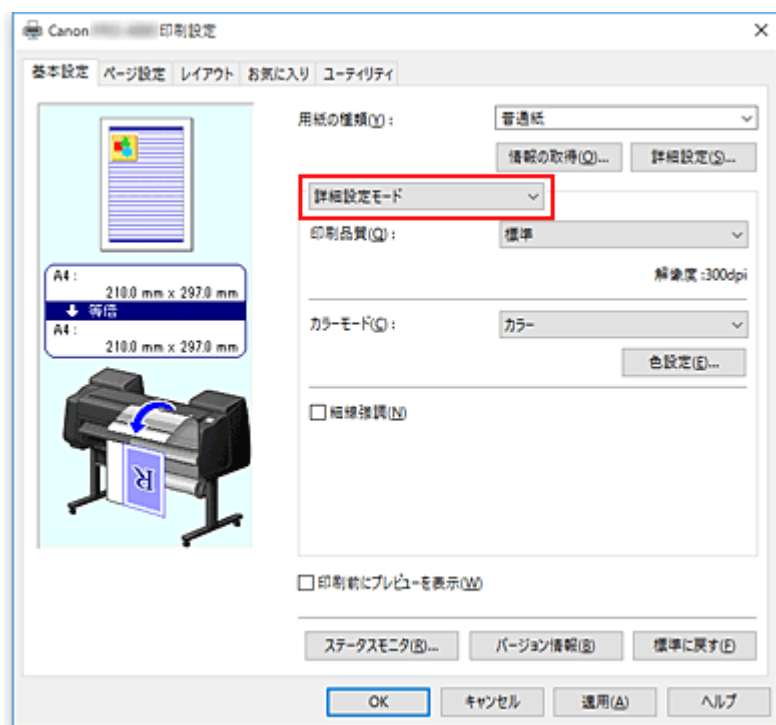 Canon 印刷設定
基本設定 ページ設定 レイアウト お気に入り ユーティリティ
用紙の種類(Y)： 普通紙
情報の取得(O)... 詳細設定(S)...
詳細設定モード
印刷品質(Q)： 標準
解像度 :300dpi
カラーモード(C)： カラー
色設定(E)...
細線強調(N)
A4 :
210.0 mm x 297.0 mm
等倍
A4 :
210.0 mm x 297.0 mm
R
印刷前にプレビューを表示(W)
ステータスモニタ(R)... バージョン情報(B) 標準に戻す(F)
OK キャンセル 適用(A) ヘルプ